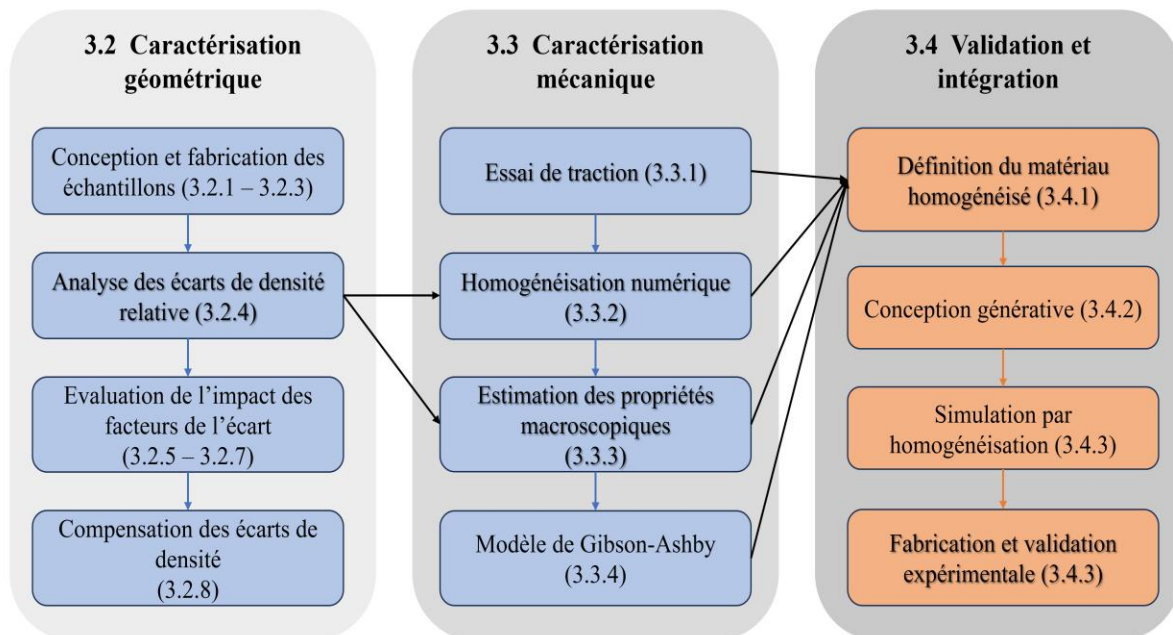 3.2 Caractérisation
géométrique
Conception et fabrication des
échantillons (3.2.1 – 3.2.3)
Analyse des écarts de densité
relative (3.2.4)
Evaluation de l’impact des
facteurs de l’écart
(3.2.5 – 3.2.7)
Compensation des écarts de
densité
(3.2.8)
3.3 Caractérisation
mécanique
Essai de traction (3.3.1)
Homogénéisation numérique
(3.3.2)
Estimation des propriétés
macroscopiques
(3.3.3)
Modèle de Gibson-Ashby
(3.3.4)
3.4 Validation et
intégration
Définition du matériau
homogénéisé (3.4.1)
Conception générative (3.4.2)
Simulation par
homogénéisation (3.4.3)
Fabrication et validation
expérimentale (3.4.3)